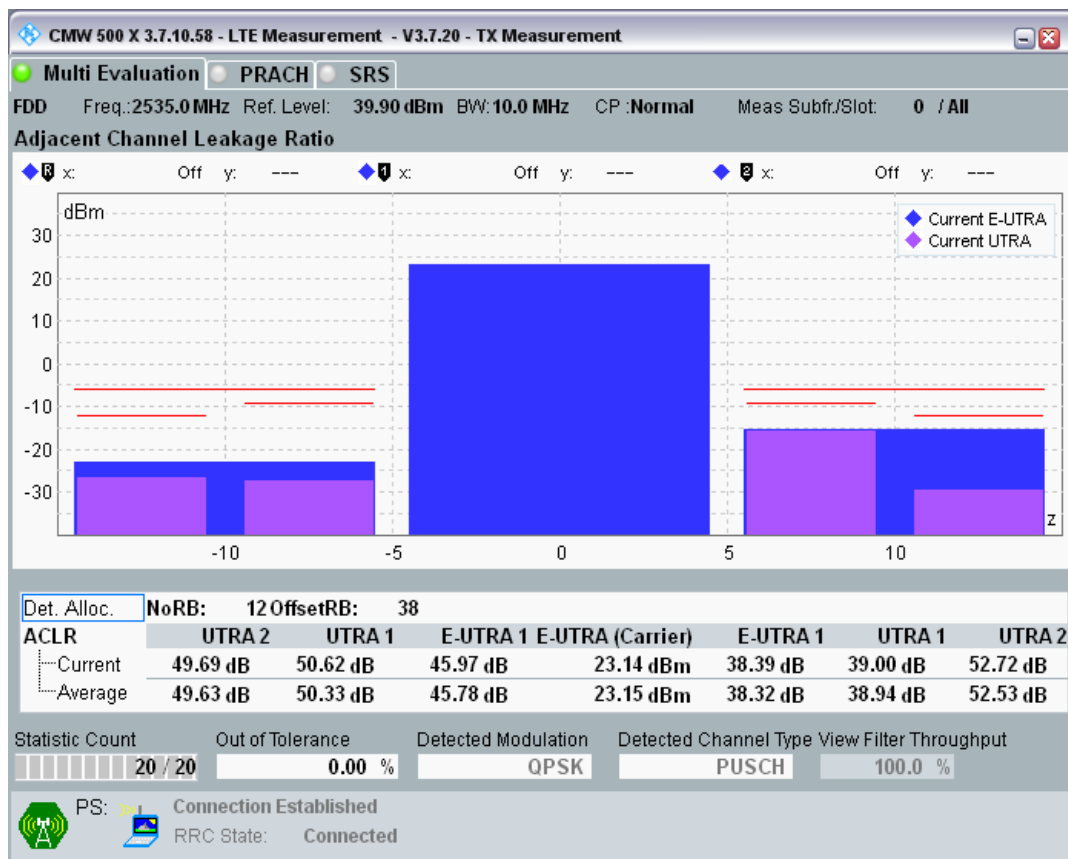 CMW 500 X 3.7.10.58 - LTE Measurement - V3.7.20 - TX Measurement
Multi Evaluation PRACH SRS
FDD Freq.:2535.0 MHz Ref. Level: 39.90 dBm BW: 10.0 MHz CP :Normal Meas Subfr./Slot: 0 / All
Adjacent Channel Leakage Ratio
R x: Off y: --- 1 x: Off y: --- 2 x: Off y: ---
dBm
Current E-UTRA
Current UTRA
30
20
10
0
-10
-20
-30
z
-10 -5 0 5 10
Det. Alloc. NoRB: 12 OffsetRB: 38
ACLR UTRA 2 UTRA 1 E-UTRA 1 E-UTRA (Carrier) E-UTRA 1 UTRA 1 UTRA 2
Current 49.69 dB 50.62 dB 45.97 dB 23.14 dBm 38.39 dB 39.00 dB 52.72 dB
Average 49.63 dB 50.33 dB 45.78 dB 23.15 dBm 38.32 dB 38.94 dB 52.53 dB
Statistic Count Out of Tolerance Detected Modulation Detected Channel Type View Filter Throughput
20 / 20 0.00 % QPSK PUSCH 100.0 %
PS: Connection Established
RRC State: Connected